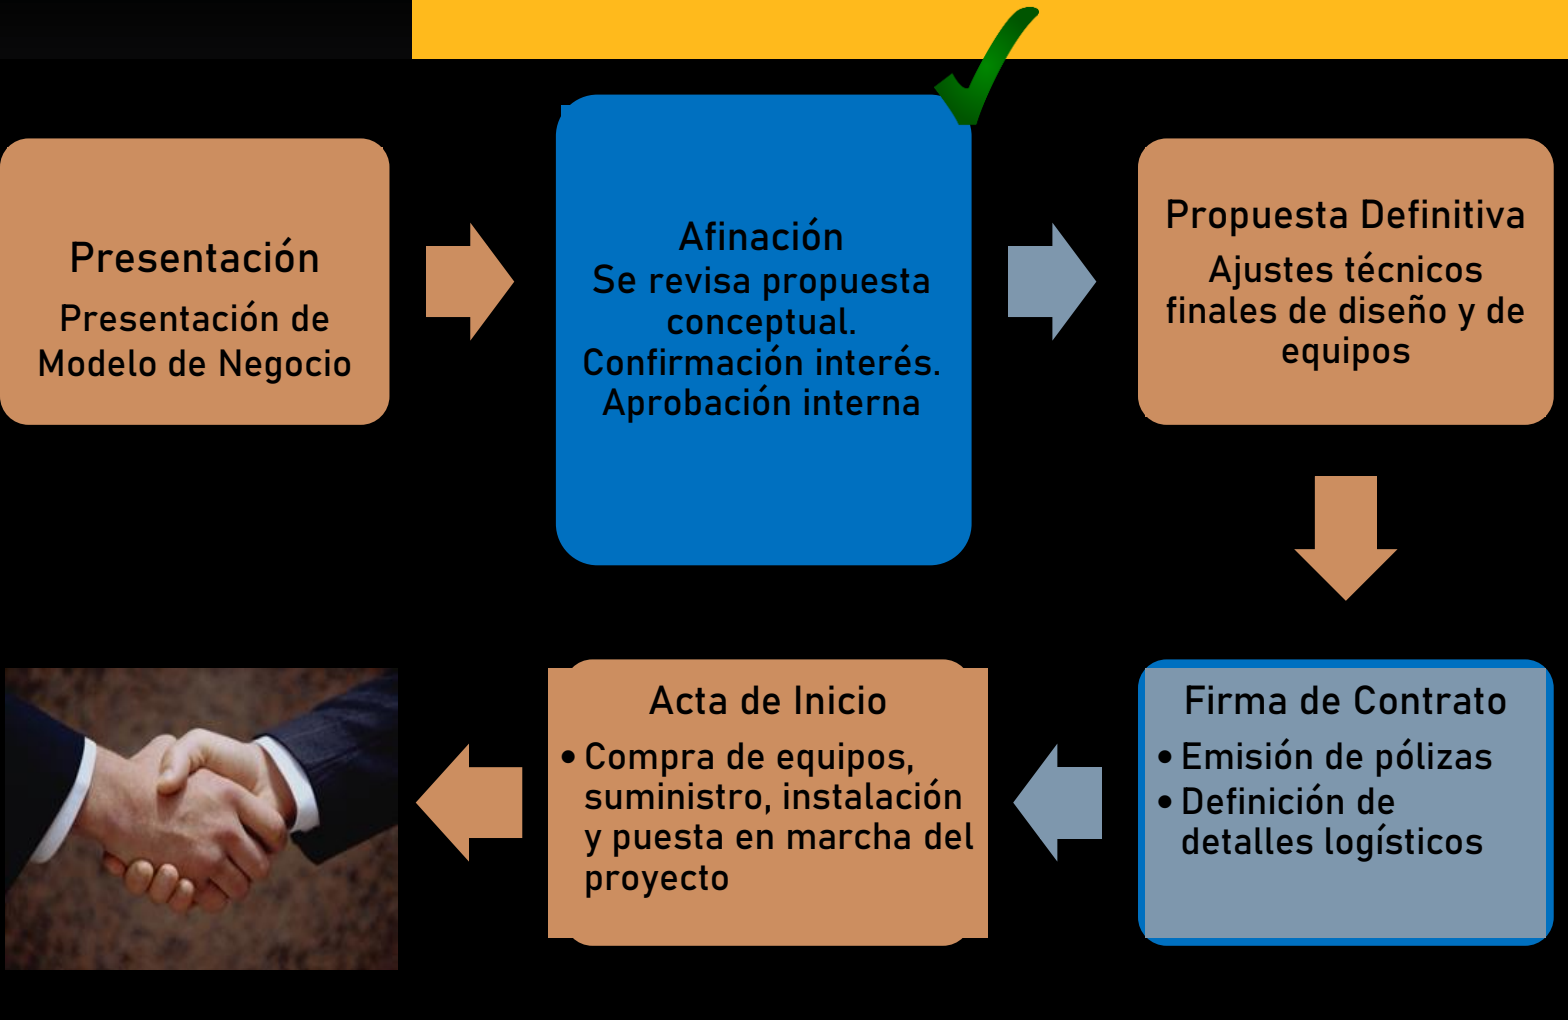 Presentación
Presentación de
Modelo de Negocio
Afinación
Se revisa propuesta
conceptual.
Confirmación interés.
Aprobación interna
Propuesta Definitiva
Ajustes técnicos
finales de diseño y de
equipos
Firma de Contrato
• Emisión de pólizas
• Definición de
detalles logísticos
Acta de Inicio
• Compra de equipos,
suministro, instalación
y puesta en marcha del
proyecto